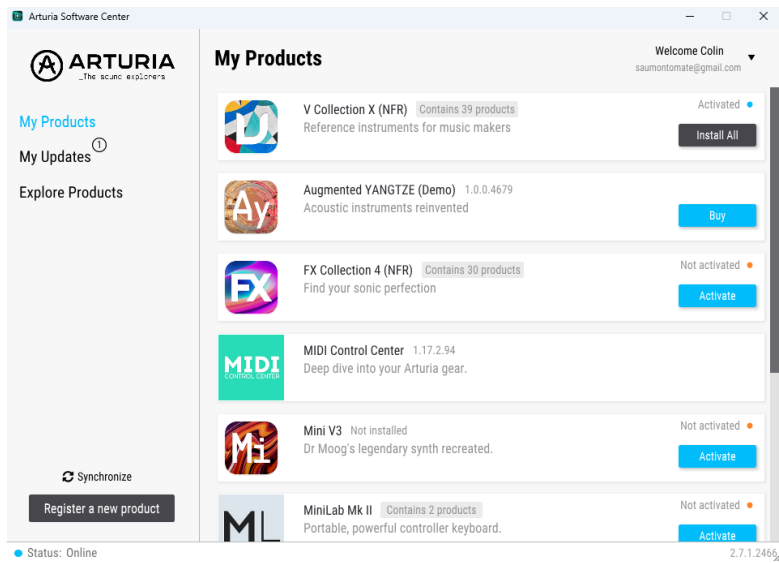 Arturia Software Center
ARTURIA
_The sound explorers
My Products
My Updates 1
Explore Products
Synchronize
Register a new product
My Products
Welcome Colin
saumontomate@gmail.com
V
V Collection X (NFR) Contains 39 products
Reference instruments for music makers
Activated
Install All
Ay
Augmented YANGTZE (Demo) 1.0.0.4679
Acoustic instruments reinvented
Buy
FX
FX Collection 4 (NFR) Contains 30 products
Find your sonic perfection
Not activated
Activate
MIDI
CONTROL CENTER
MIDI Control Center 1.17.2.94
Deep dive into your Arturia gear.
Mi
Mini V3 Not installed
Dr Moog's legendary synth recreated.
Not activated
Activate
ML
MiniLab Mk II Contains 2 products
Portable, powerful controller keyboard.
Not activated
Activate
Status: Online
2.7.1.2466